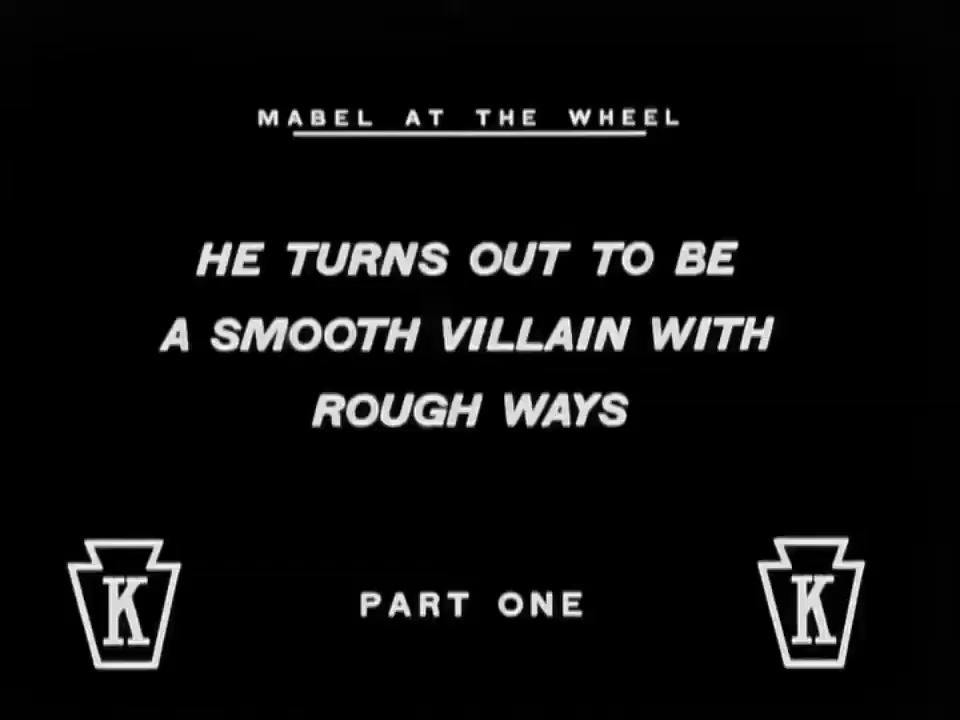 MABEL AT THE WHEEL
HE TURNS OUT TO BE
A SMOOTH VILLAIN WITH
ROUGH WAYS
K PART ONE K